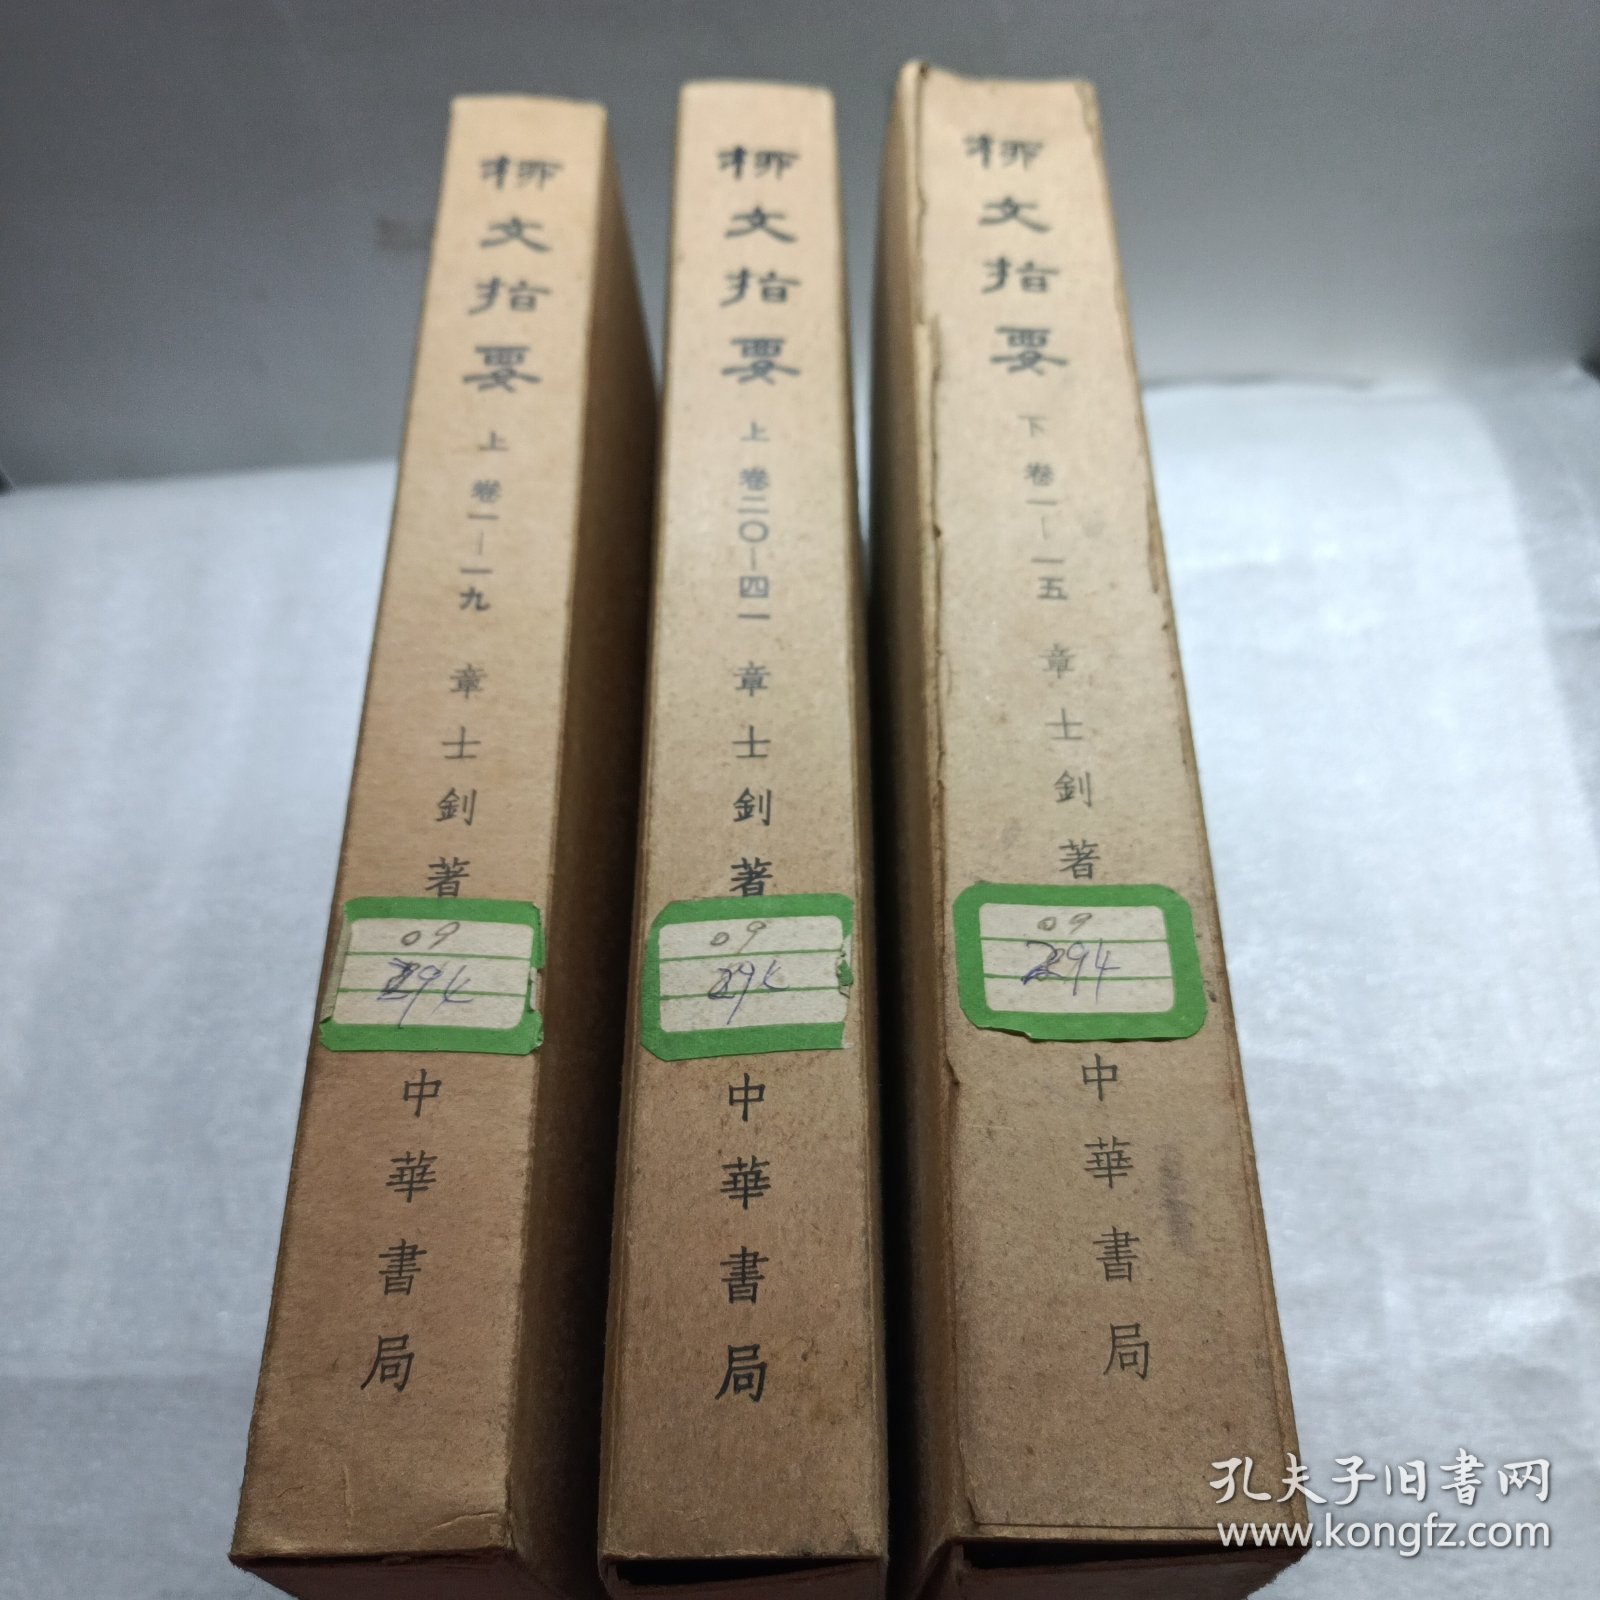 柳文指要 上 卷一—一九 章士釗著
09
294
中華書局
柳文指要 上 卷二〇—四一 章士釗著
09
294
中華書局
柳文指要 下 卷一—一五 章士釗著
09
294
中華書局
孔夫子旧书网
www.kongfz.com